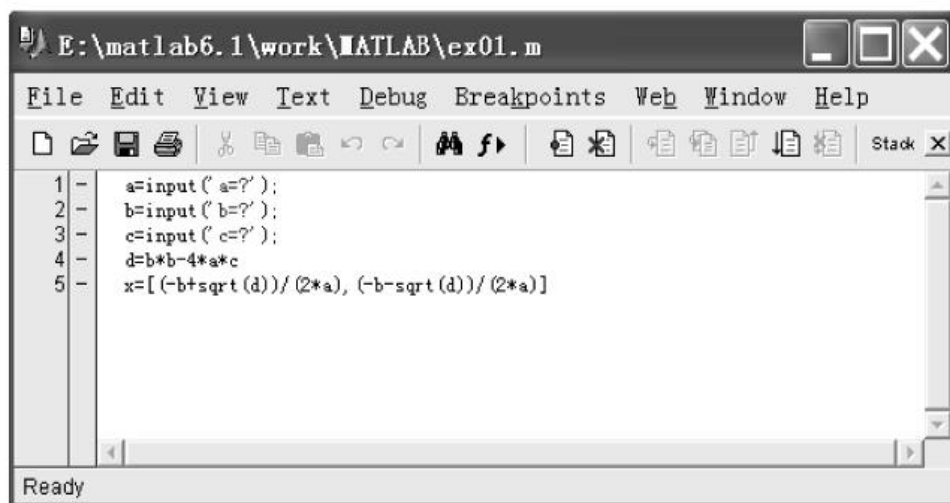 E:\matlab6.1\work\MATLAB\ex01.m
File Edit View Text Debug Breakpoints Web Window Help
Stack
1 - a=input('a=?');
2 - b=input('b=?');
3 - c=input('c=?');
4 - d=b*b-4*a*c
5 - x=[(-b+sqrt(d))/(2*a),(-b-sqrt(d))/(2*a)]
Ready